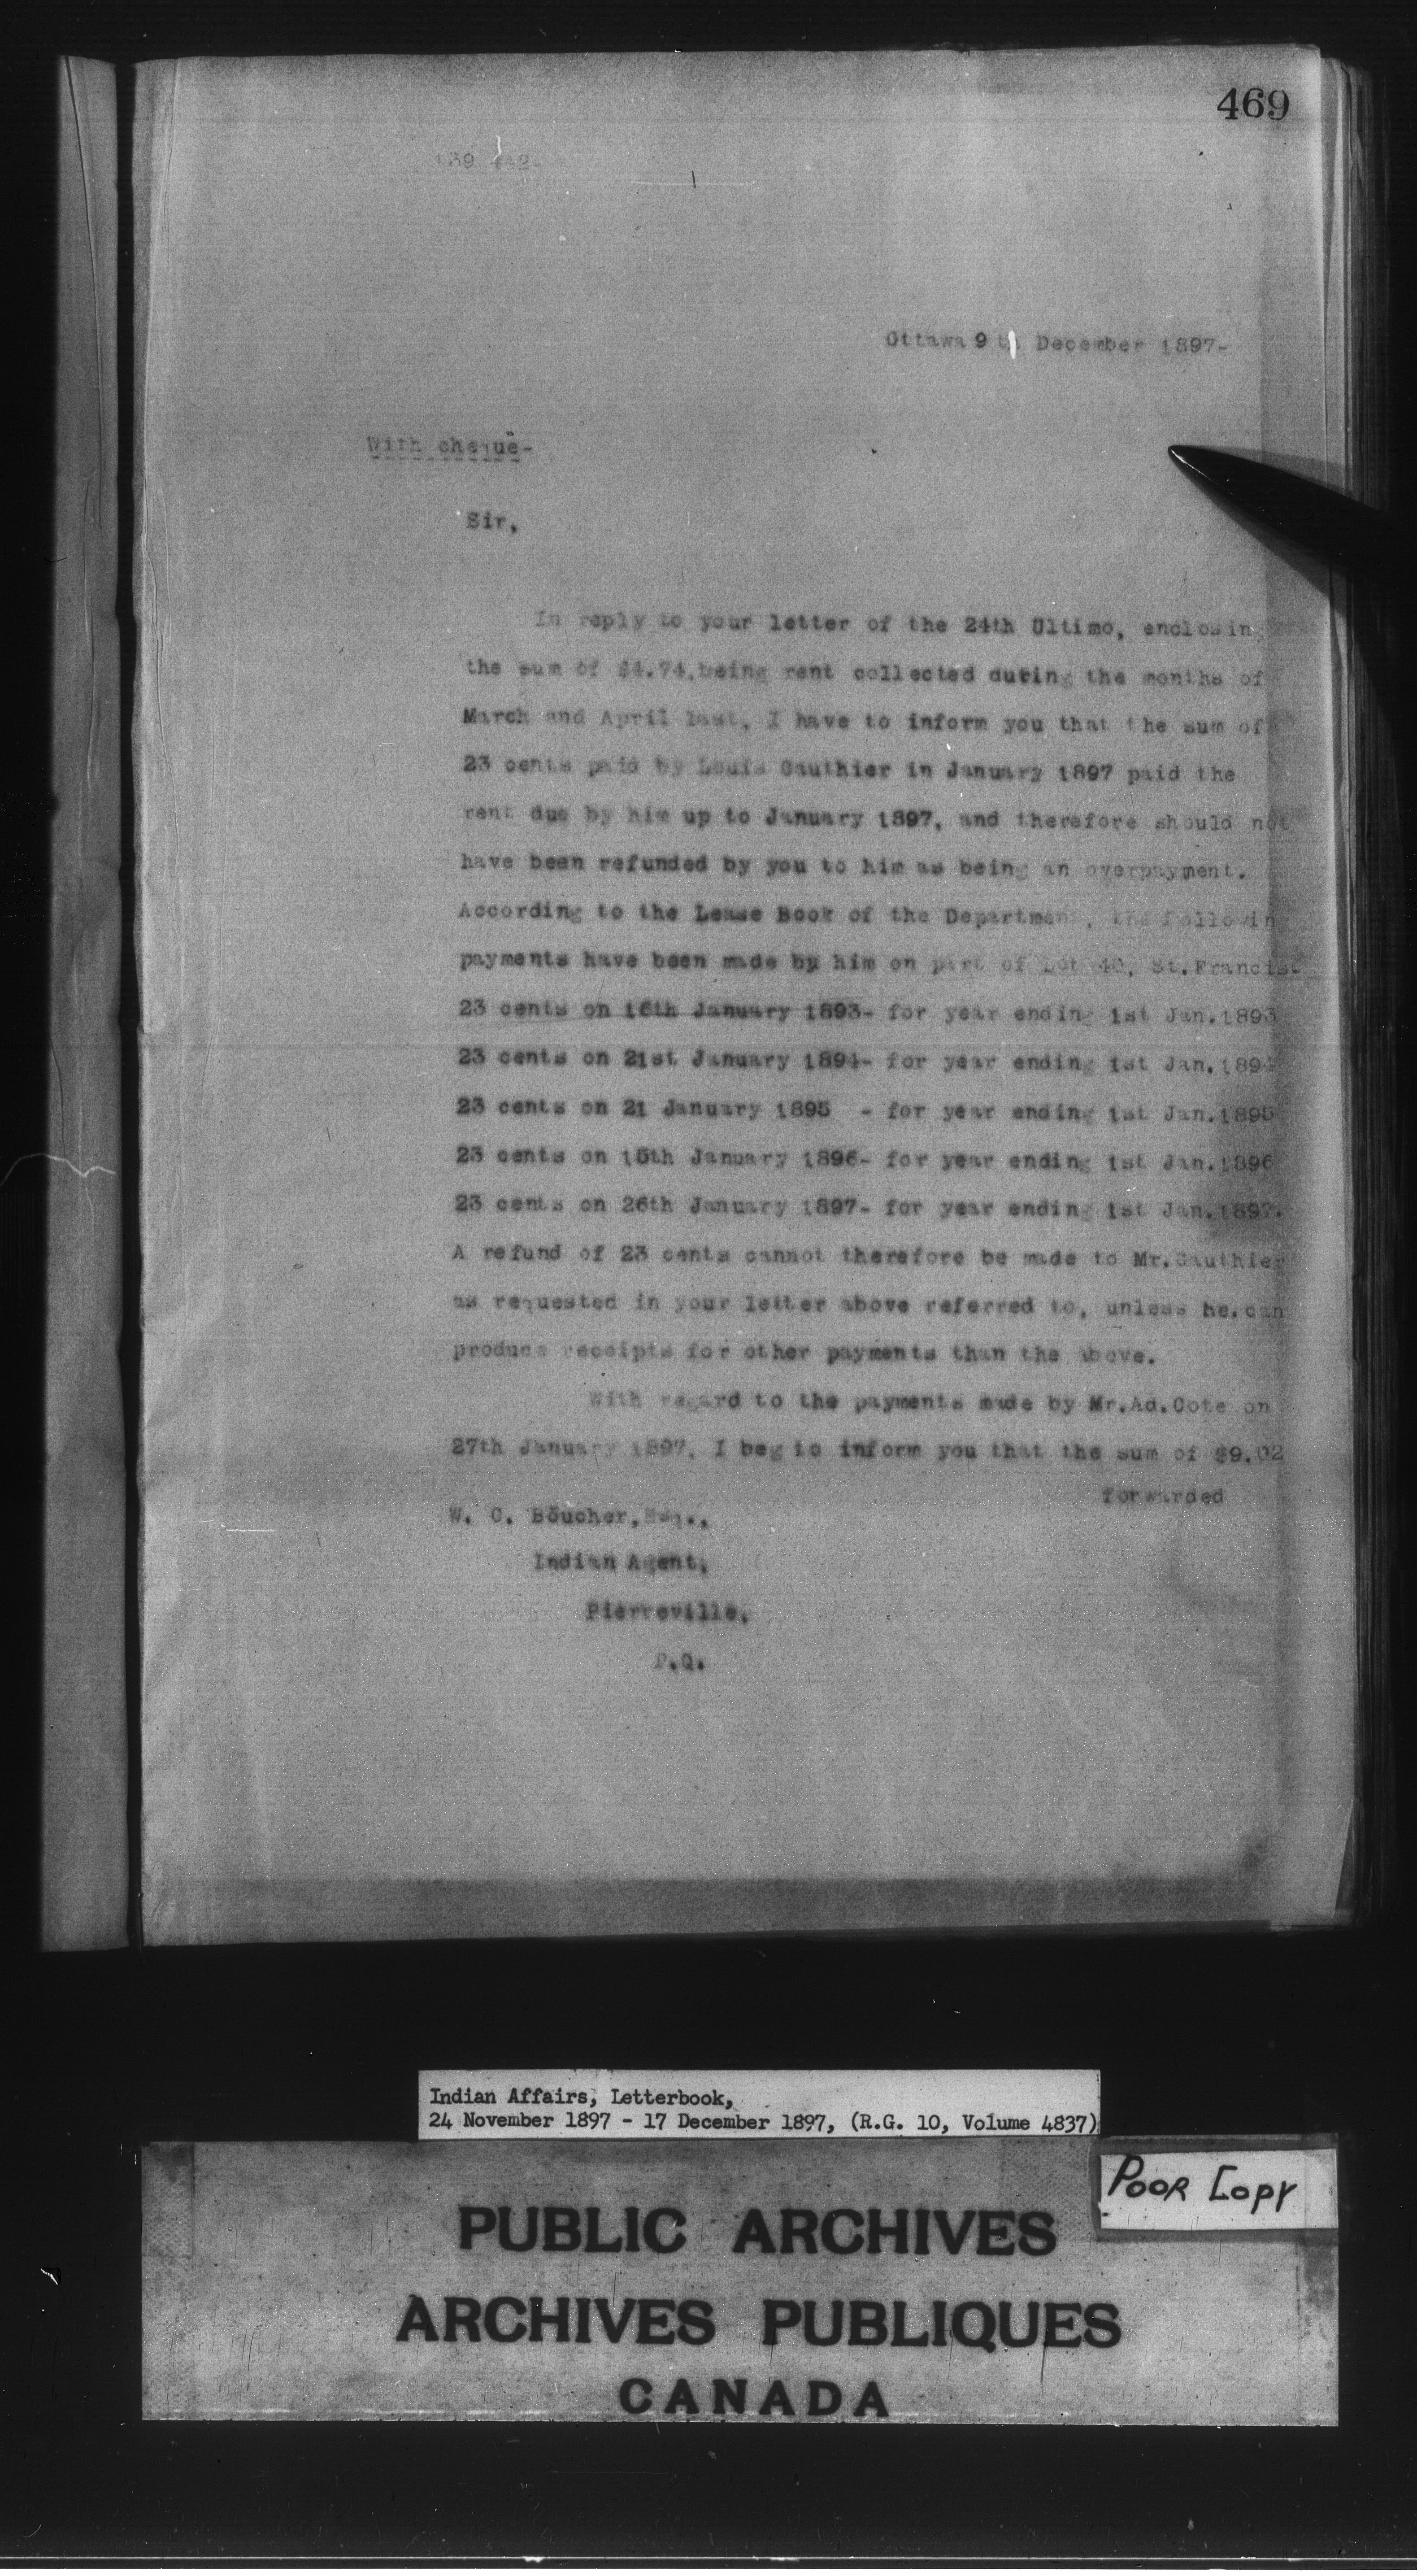 469
Ottawa 9 th December 1897-
With cheque-
Sir,
In reply to your letter of the 24th Ultimo, enclosing
the sum of $4.74, being rent collected during the months of
March and April last, I have to inform you that the sum of
23 cents paid by Louis Gauthier in January 1897 paid the
rent due by him up to January 1897, and therefore should not
have been refunded by you to him as being an overpayment.
According to the Lease Book of the Department, the followin
payments have been made by him on part of Lot 40, St. Francis-
23 cents on 16th January 1893- for year ending 1st Jan. 1893
23 cents on 21st January 1894- for year ending 1st Jan. 1894
23 cents on 21 January 1895 - for year ending 1st Jan. 1895
23 cents on 15th January 1896- for year ending 1st Jan. 1896
23 cents on 26th January 1897- for year ending 1st Jan. 1897.
A refund of 23 cents cannot therefore be made to Mr. Gauthier
as requested in your letter above referred to, unless he, can
produce receipts for other payments than the above.
With regard to the payments made by Mr. Ad. Cote on
27th January 1897, I beg to inform you that the sum of $9.02
forwarded
W. C. Boucher, Esq.,
Indian Agent,
Pierreville,
P.Q.
Indian Affairs, Letterbook,
24 November 1897 - 17 December 1897, (R.G. 10, Volume 4837)
POOR COPY
PUBLIC ARCHIVES
ARCHIVES PUBLIQUES
CANADA